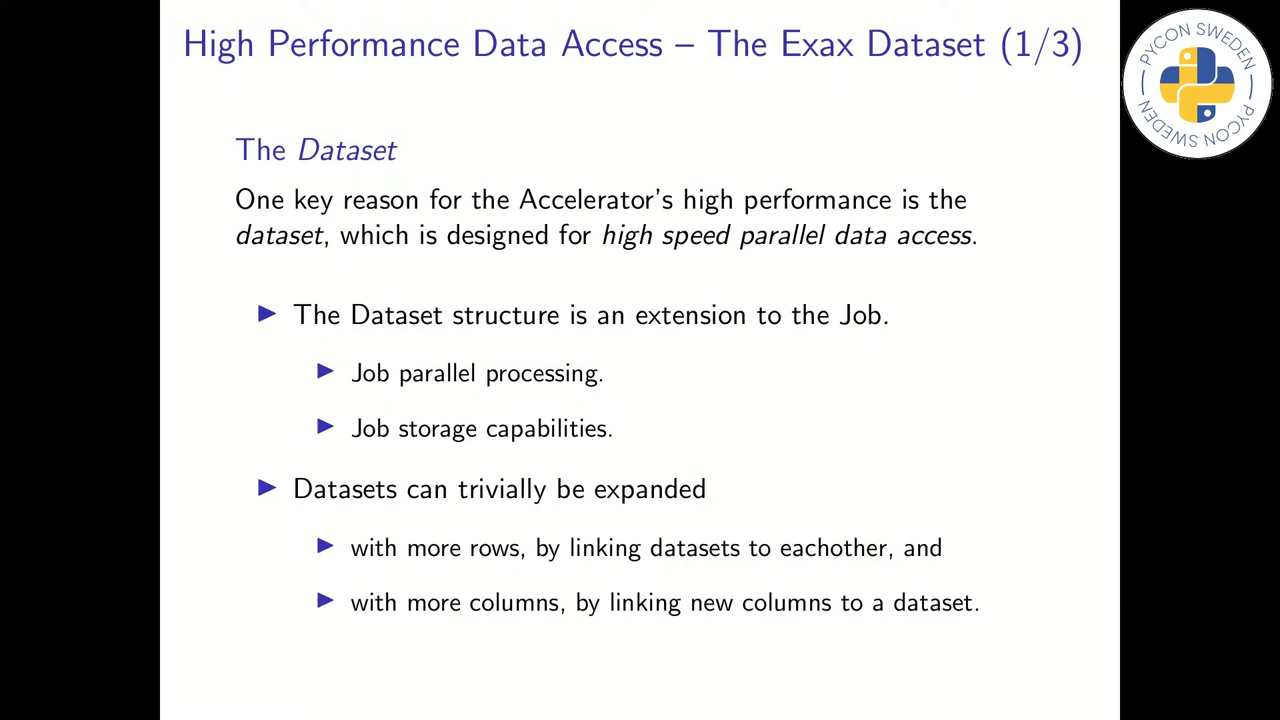 High Performance Data Access – The Exax Dataset (1/3)
PYCON SWEDEN
PYCON SWEDEN
The Dataset
One key reason for the Accelerator's high performance is the
dataset, which is designed for high speed parallel data access.
▶ The Dataset structure is an extension to the Job.
▶ Job parallel processing.
▶ Job storage capabilities.
▶ Datasets can trivially be expanded
▶ with more rows, by linking datasets to eachother, and
▶ with more columns, by linking new columns to a dataset.